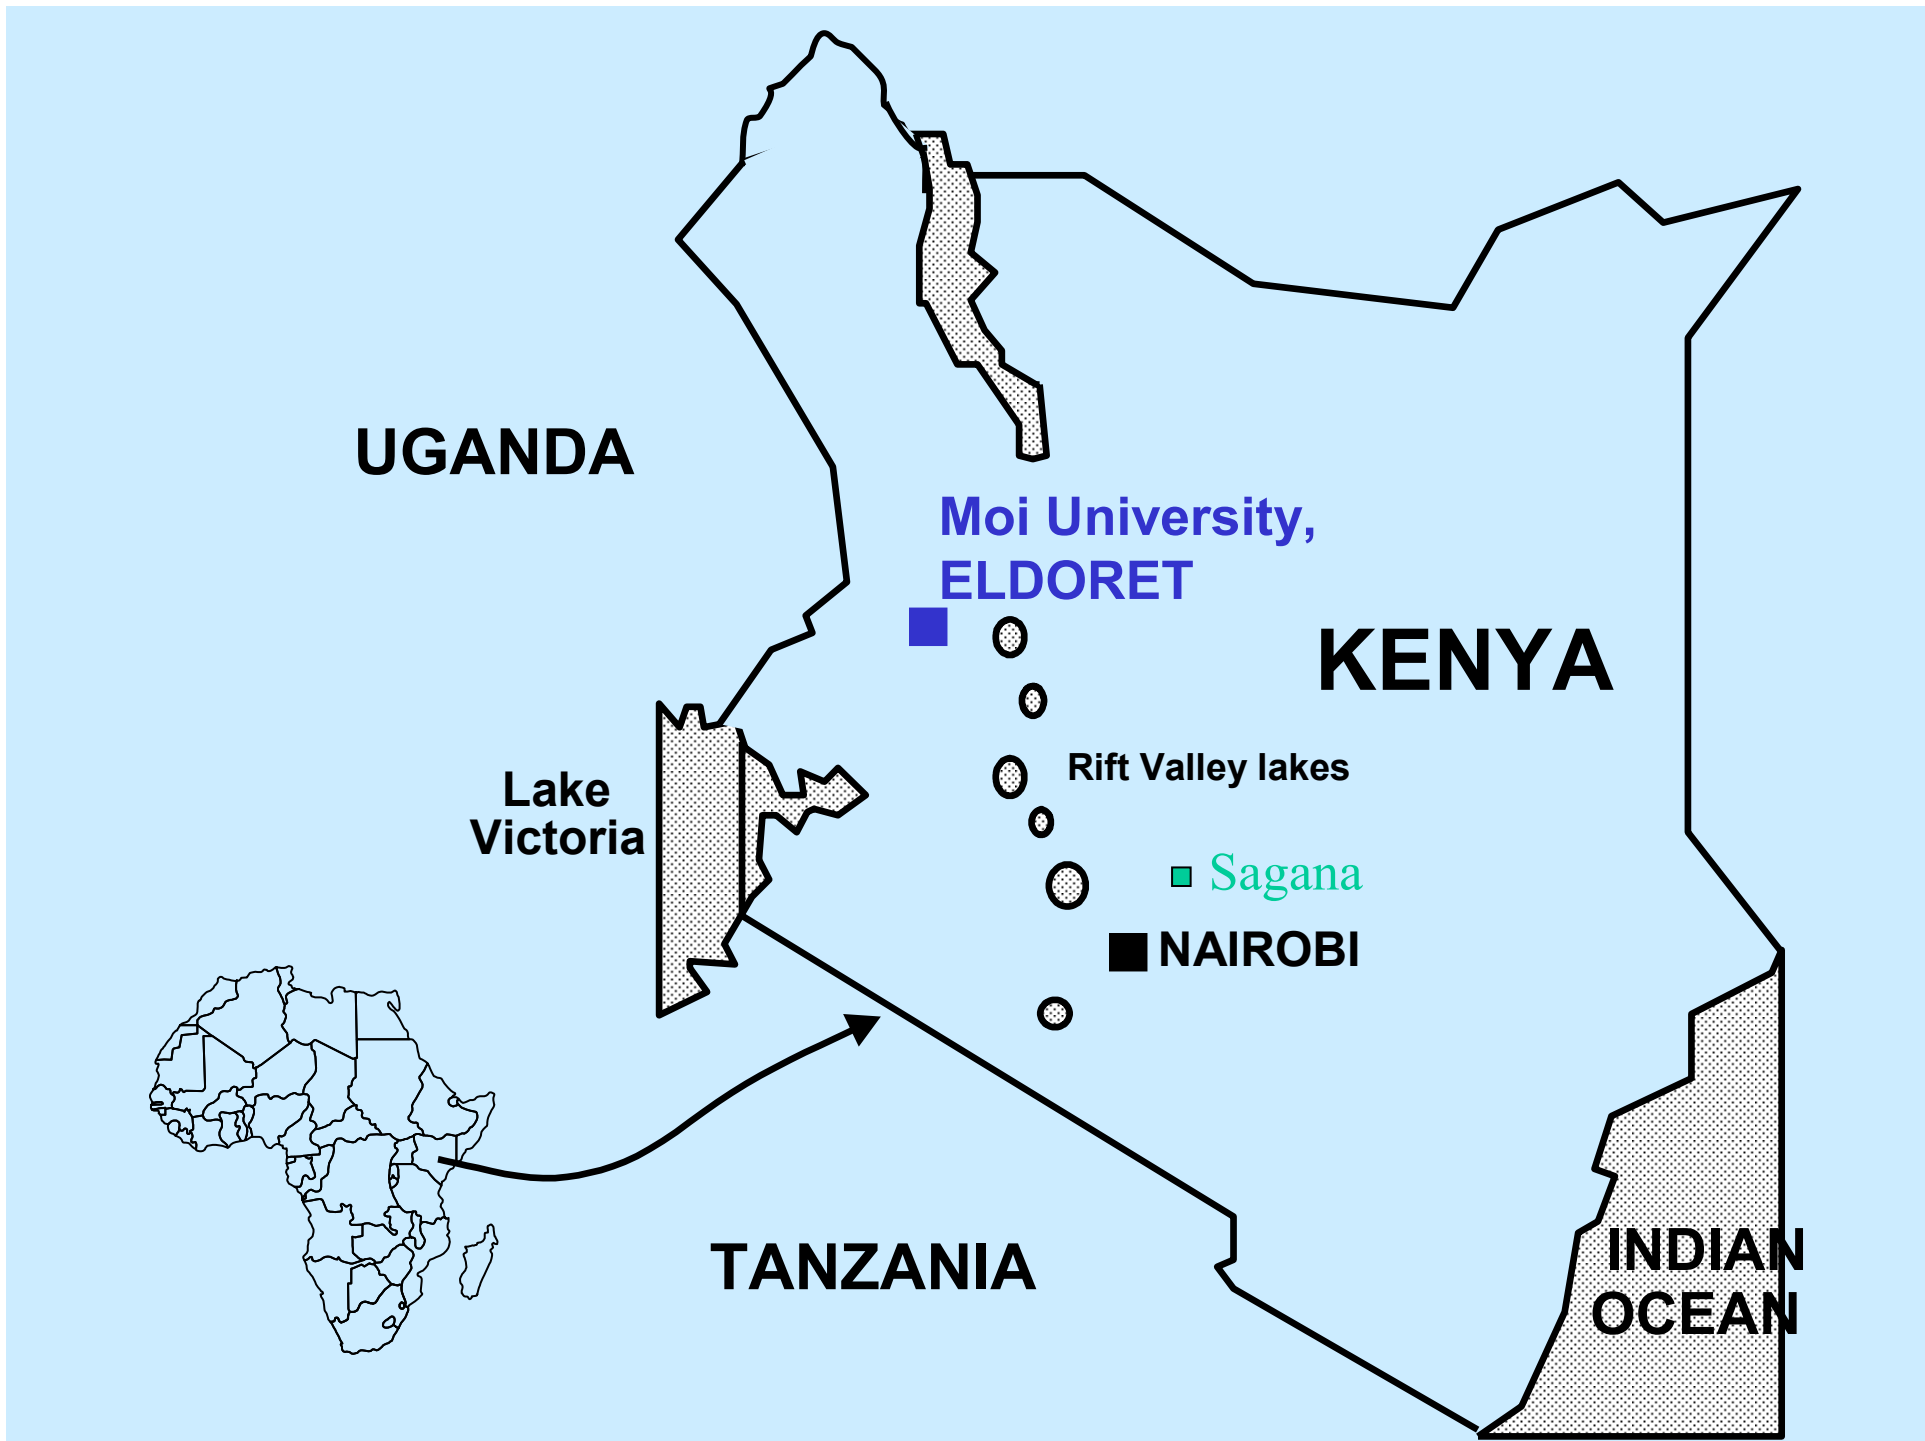 UGANDA
Moi University,
ELDORET
KENYA
Lake
Victoria
Rift Valley lakes
Sagana
NAIROBI
TANZANIA
INDIAN
OCEAN